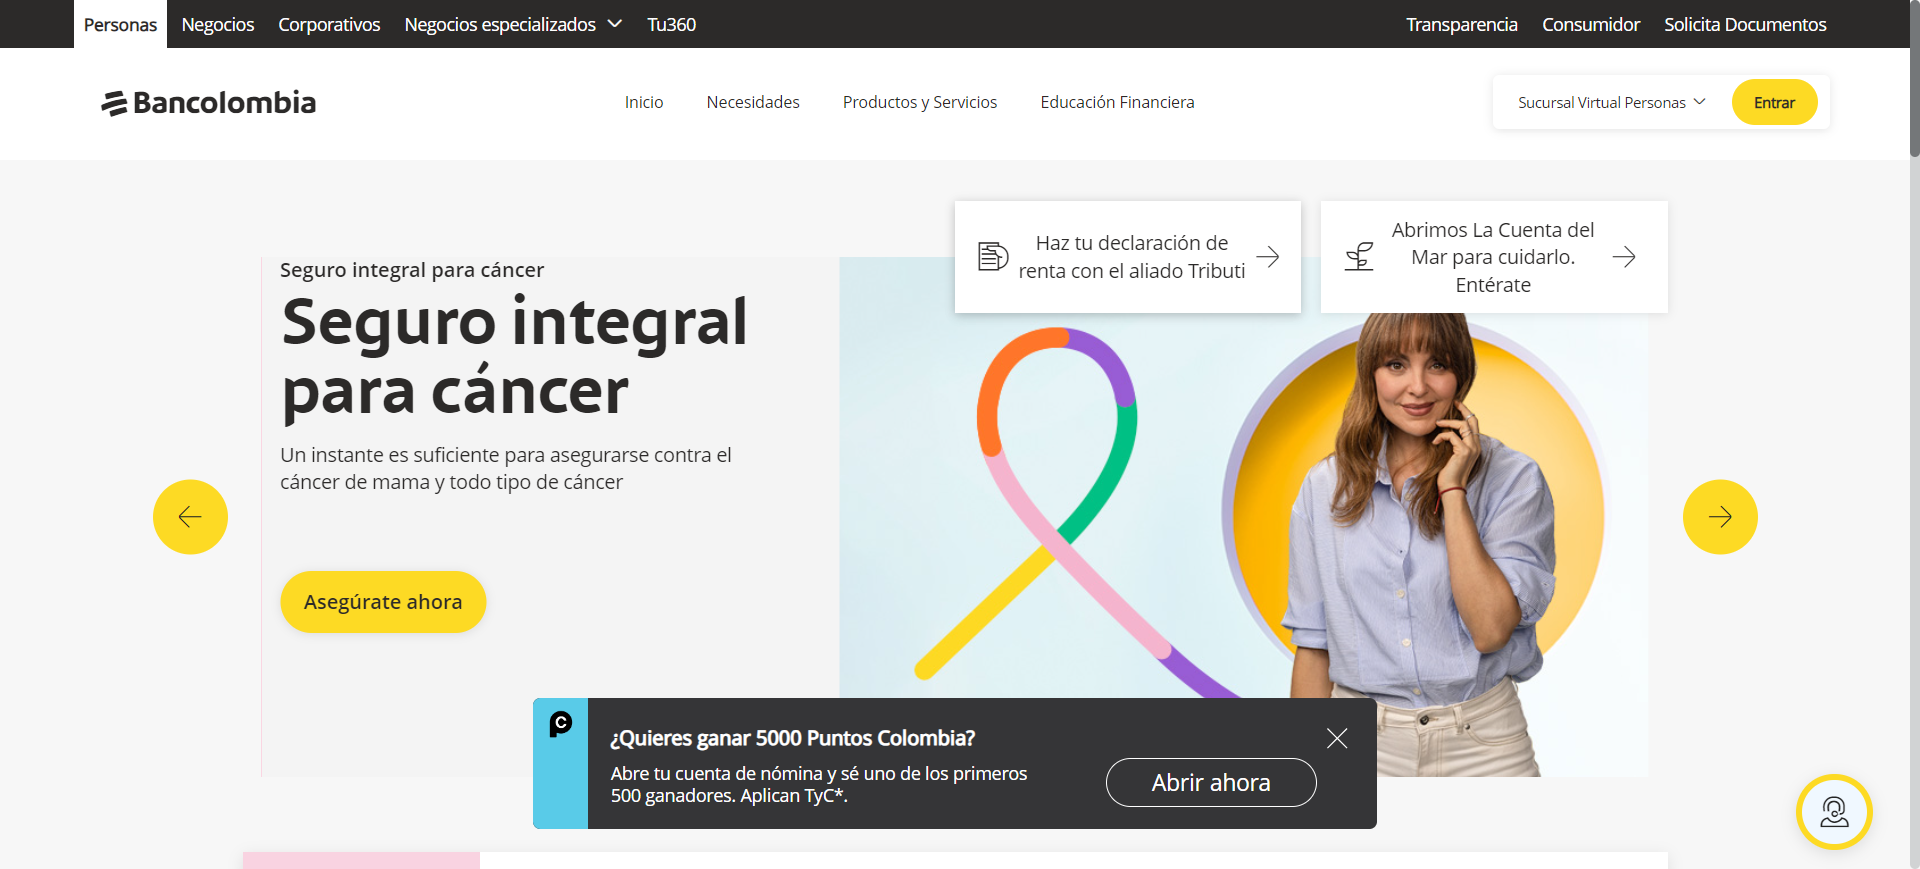 Personas Negocios Corporativos Negocios especializados Tu360 Transparencia Consumidor Solicita Documentos
Bancolombia Inicio Necesidades Productos y Servicios Educación Financiera Sucursal Virtual Personas Entrar
Haz tu declaración de
renta con el aliado Tributi
Abrimos La Cuenta del
Mar para cuidarlo.
Entérate
Seguro integral para cáncer
Seguro integral
para cáncer
Un instante es suficiente para asegurarse contra el
cáncer de mama y todo tipo de cáncer
Asegúrate ahora
¿Quieres ganar 5000 Puntos Colombia?
Abre tu cuenta de nómina y sé uno de los primeros
500 ganadores. Aplican TyC*.
Abrir ahora